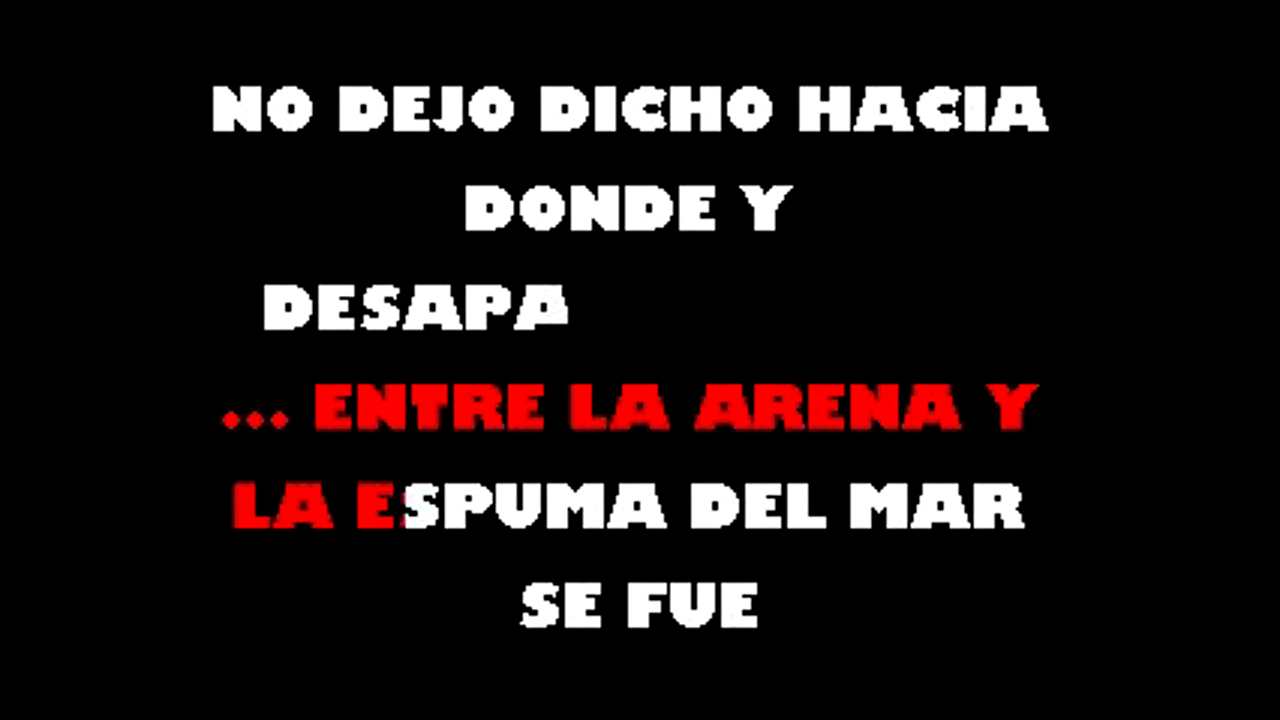 NO DEJO DICHO HACIA
DONDE Y
DESAPA
... ENTRE LA ARENA Y
LA ESPUMA DEL MAR
SE FUE